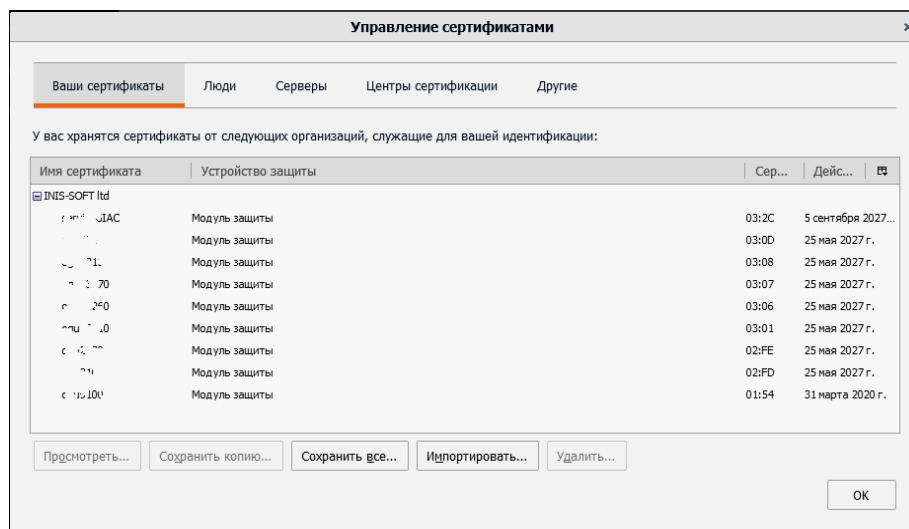 Управление сертификатами
Ваши сертификаты Люди Серверы Центры сертификации Другие
У вас хранятся сертификаты от следующих организаций, служащие для вашей идентификации:
Имя сертификата Устройство защиты Сер... Дейс...
INIS-SOFT ltd
Модуль защиты 03:2C 5 сентября 2027...
Модуль защиты 03:0D 25 мая 2027 г.
Модуль защиты 03:08 25 мая 2027 г.
Модуль защиты 03:07 25 мая 2027 г.
Модуль защиты 03:06 25 мая 2027 г.
Модуль защиты 03:01 25 мая 2027 г.
Модуль защиты 02:FE 25 мая 2027 г.
Модуль защиты 02:FD 25 мая 2027 г.
Модуль защиты 01:54 31 марта 2020 г.
Просмотреть... Сохранить копию... Сохранить все... Импортировать... Удалить...
OK